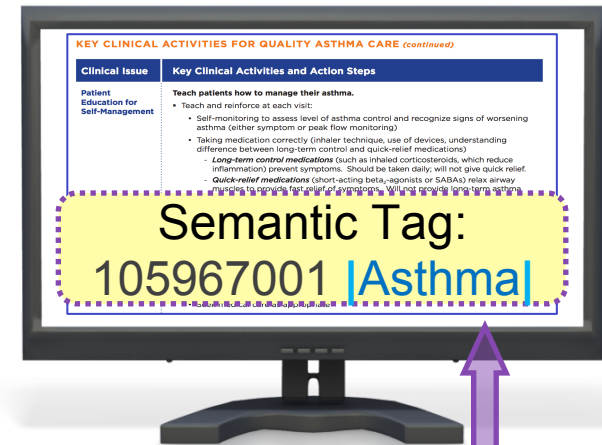 KEY CLINICAL ACTIVITIES FOR QUALITY ASTHMA CARE (continued)
Clinical Issue
Key Clinical Activities and Action Steps
Patient
Education for
Self-Management
Teach patients how to manage their asthma.
▪ Teach and reinforce at each visit:
• Self-monitoring to assess level of asthma control and recognize signs of worsening
asthma (either symptom or peak flow monitoring)
• Taking medication correctly (inhaler technique, use of devices, understanding
difference between long-term control and quick-relief medications)
- Long-term control medications (such as inhaled corticosteroids, which reduce
inflammation) prevent symptoms. Should be taken daily; will not give quick relief.
- Quick-relief medications (short-acting beta₂-agonists or SABAs) relax airway
muscles to provide fast relief of symptoms. Will not provide long-term asthma
Semantic Tag:
105967001 |Asthma|